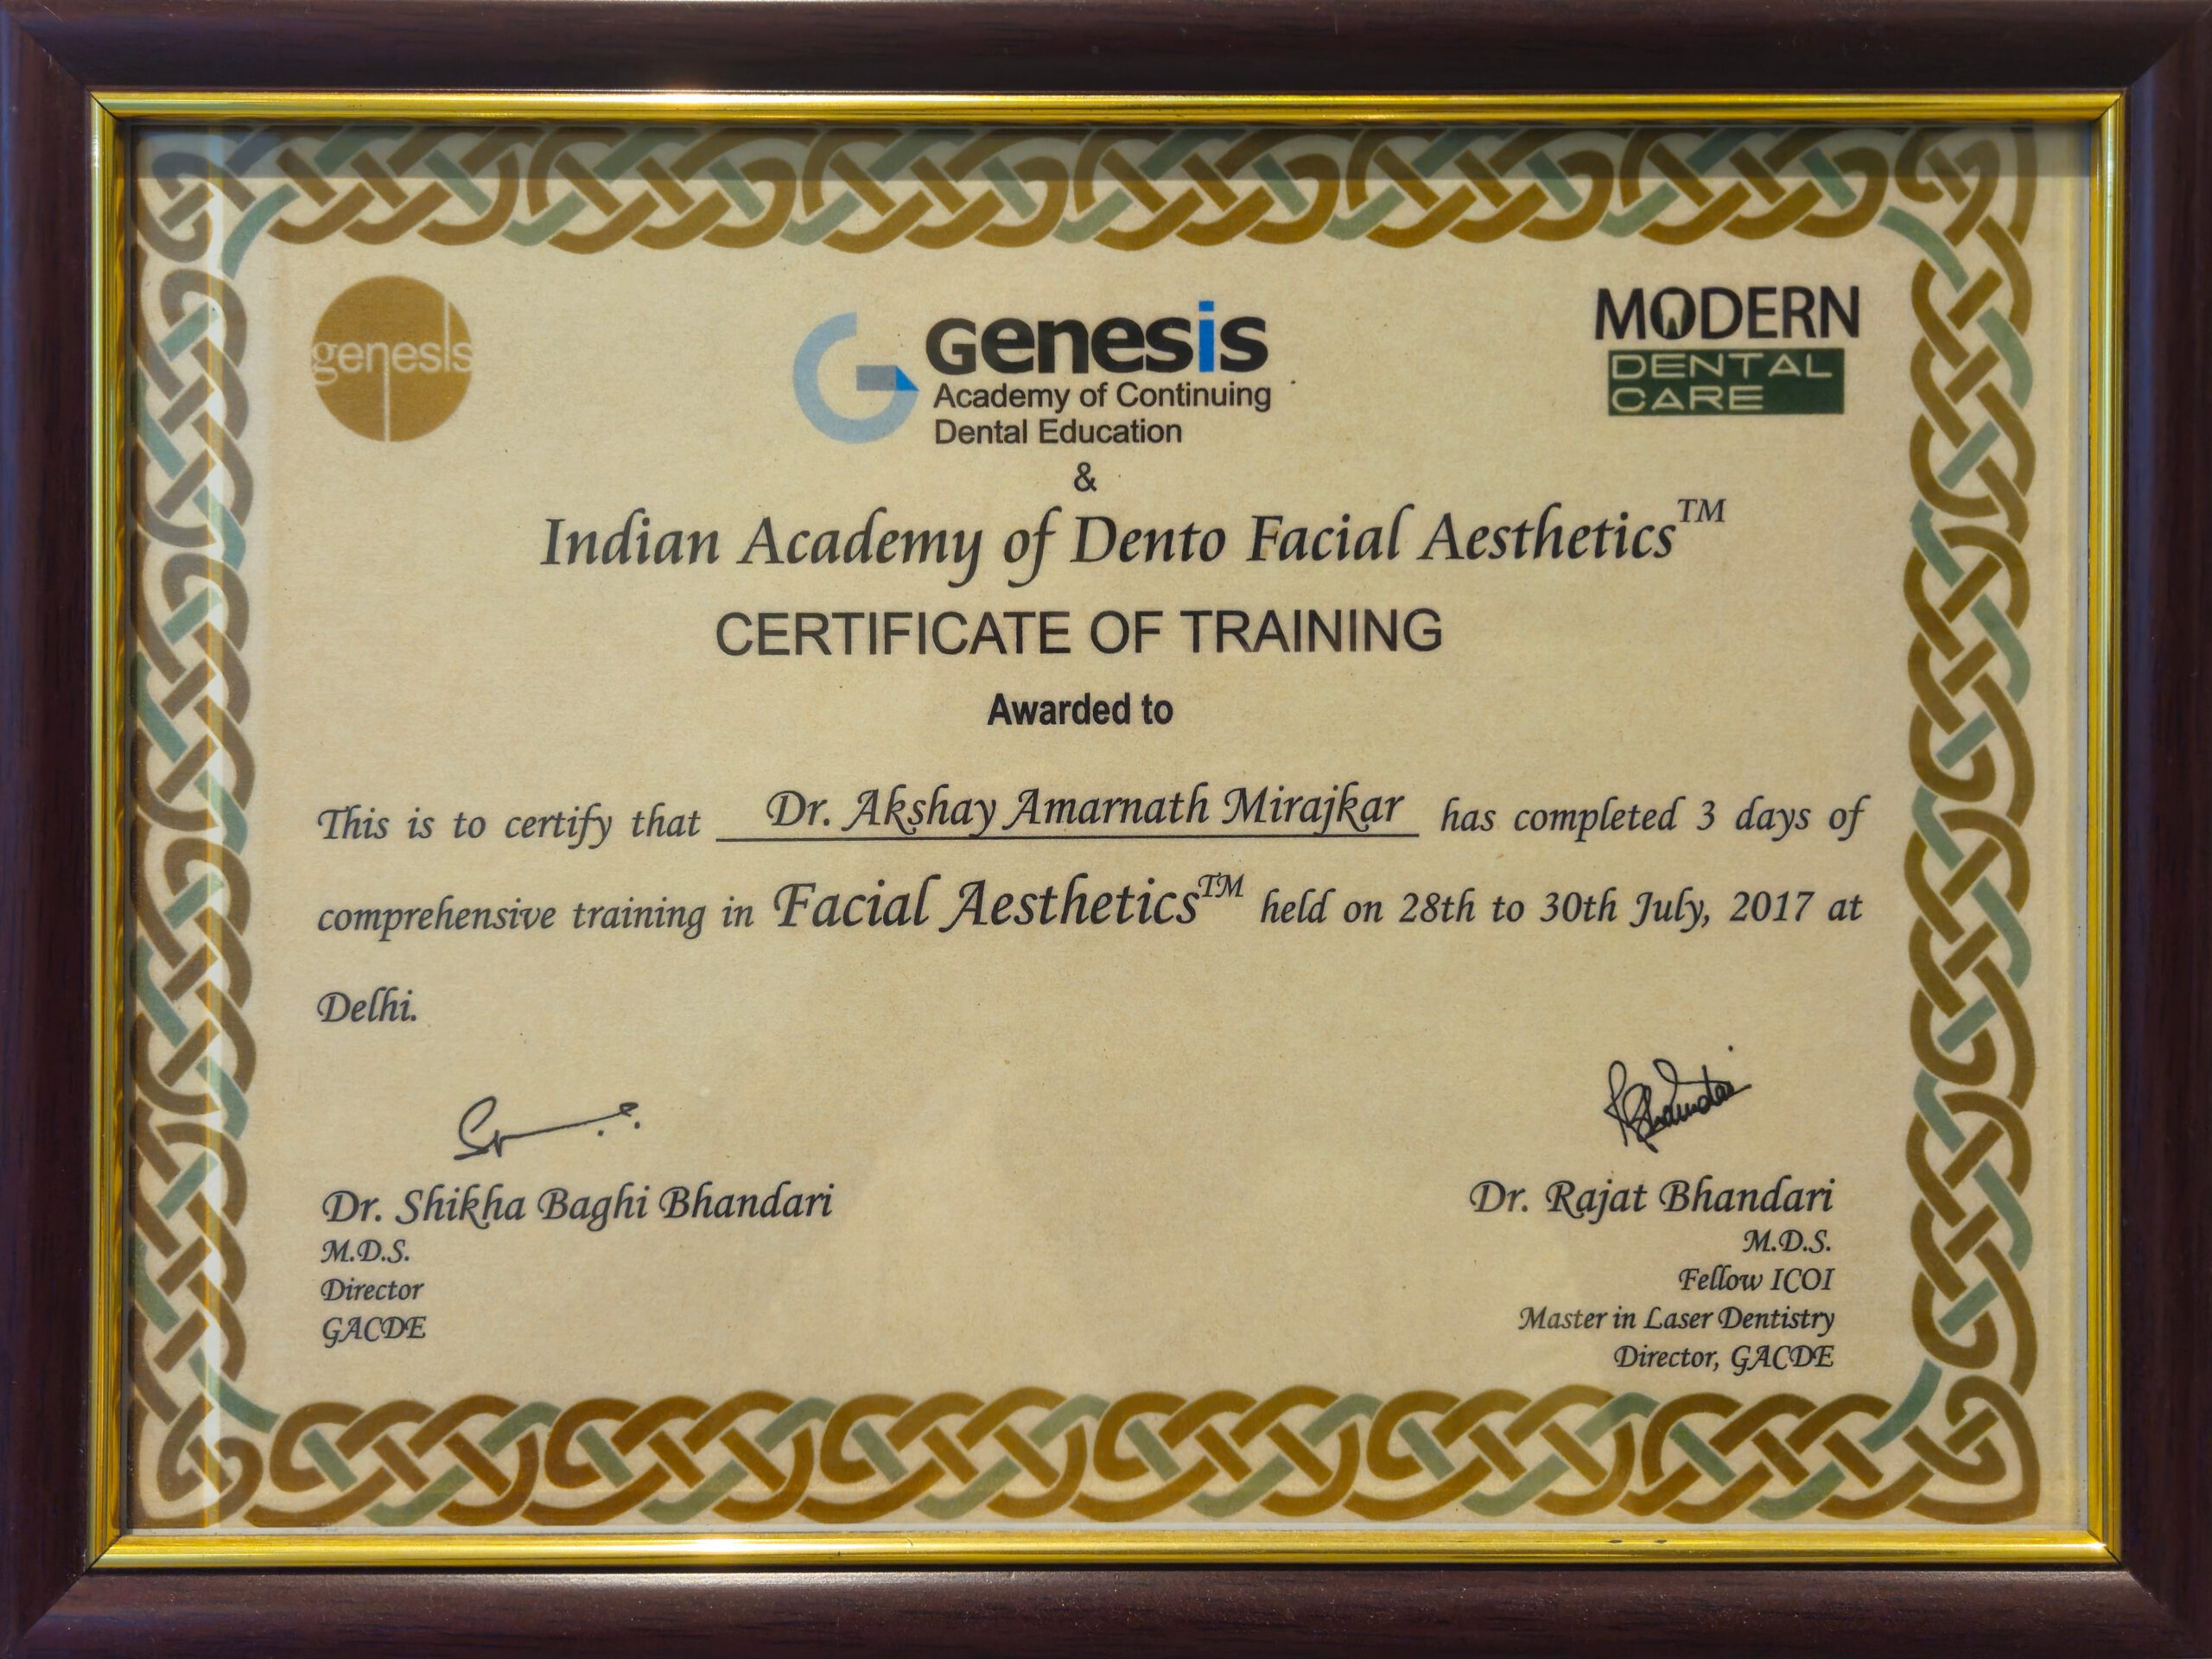 genesis
Genesis
Academy of Continuing
Dental Education
MODERN
DENTAL
CARE
&
Indian Academy of Dento Facial Aesthetics™
CERTIFICATE OF TRAINING
Awarded to
This is to certify that Dr. Akshay Amarnath Mirajkar has completed 3 days of
comprehensive training in Facial Aesthetics™ held on 28th to 30th July, 2017 at
Delhi.
Dr. Shikha Baghi Bhandari
M.D.S.
Director
GACDE
Dr. Rajat Bhandari
M.D.S.
Fellow ICOI
Master in Laser Dentistry
Director, GACDE